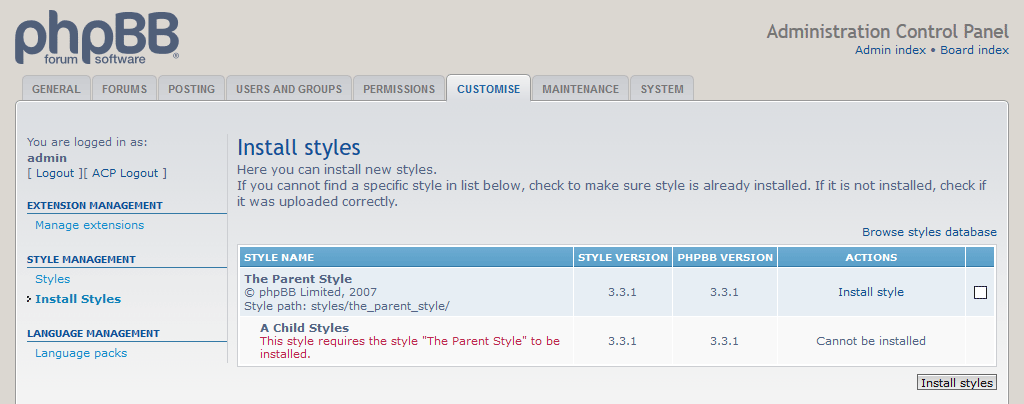 phpBB
forum software
Administration Control Panel
Admin index • Board index
GENERAL
FORUMS
POSTING
USERS AND GROUPS
PERMISSIONS
CUSTOMISE
MAINTENANCE
SYSTEM
You are logged in as:
admin
[ Logout ][ ACP Logout ]
EXTENSION MANAGEMENT
Manage extensions
STYLE MANAGEMENT
Styles
Install Styles
LANGUAGE MANAGEMENT
Language packs
Install styles
Here you can install new styles.
If you cannot find a specific style in list below, check to make sure style is already installed. If it is not installed, check if
it was uploaded correctly.
Browse styles database
STYLE NAME STYLE VERSION PHPBB VERSION ACTIONS
The Parent Style
© phpBB Limited, 2007 3.3.1 3.3.1 Install style
Style path: styles/the_parent_style/
A Child Styles
This style requires the style "The Parent Style" to be 3.3.1 3.3.1 Cannot be installed
installed.
Install styles